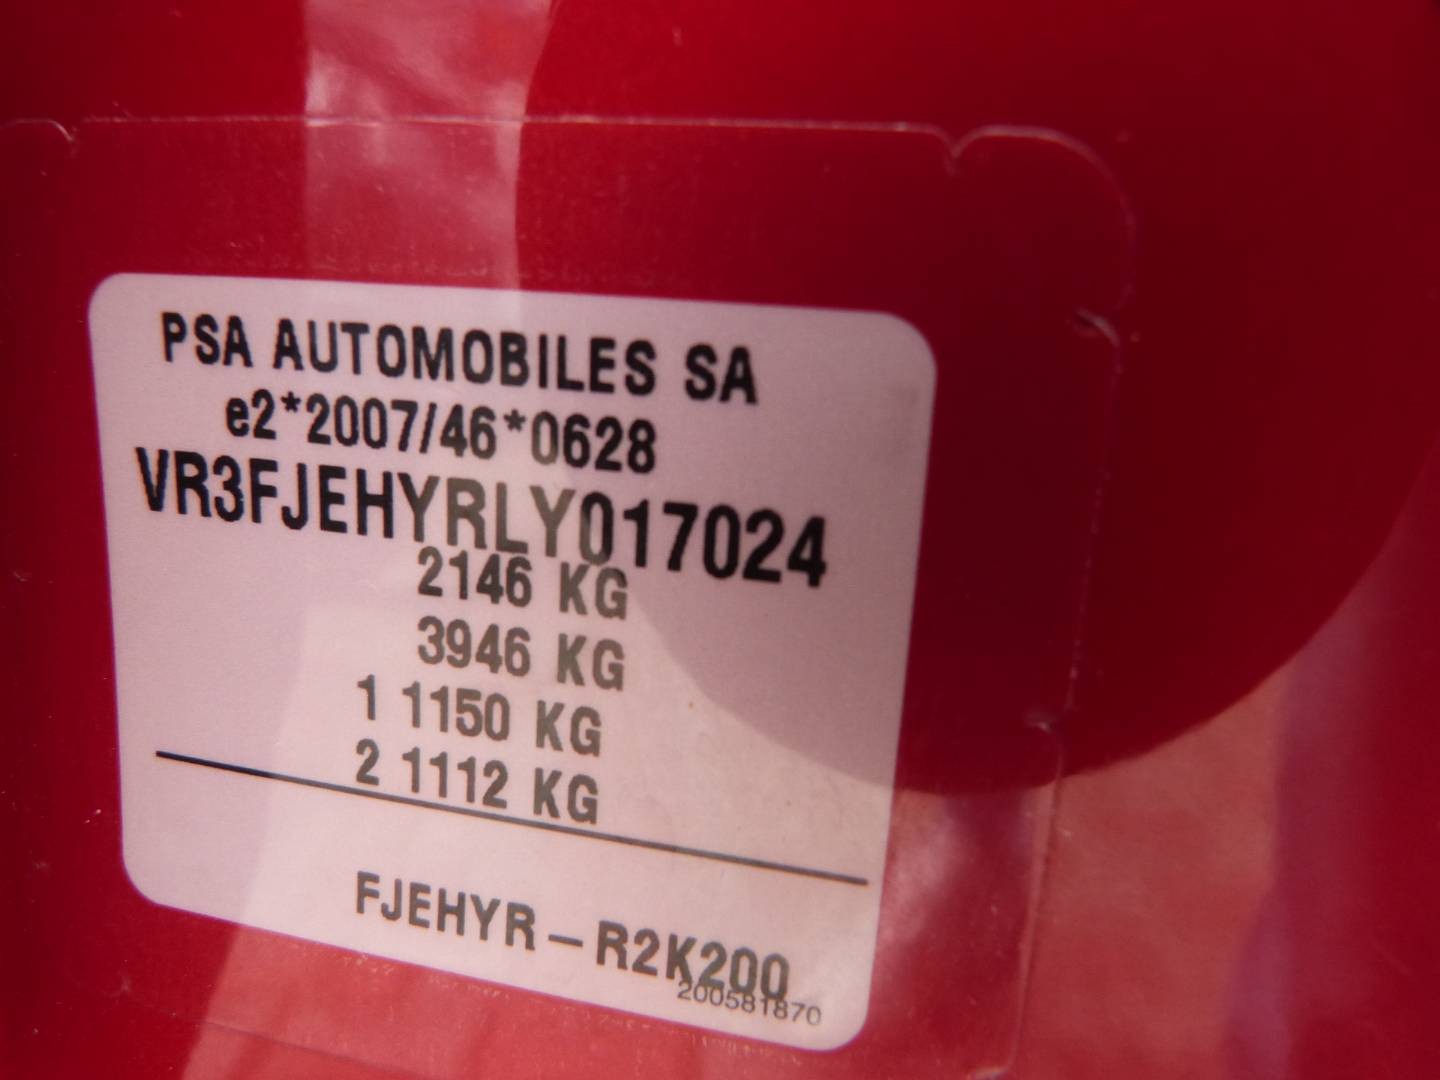 PSA AUTOMOBILES SA
e2*2007/46*0628
VR3FJEHYRLY017024
2146 KG
3946 KG
1 1150 KG
2 1112 KG
FJEHYR – R2K200
200581870